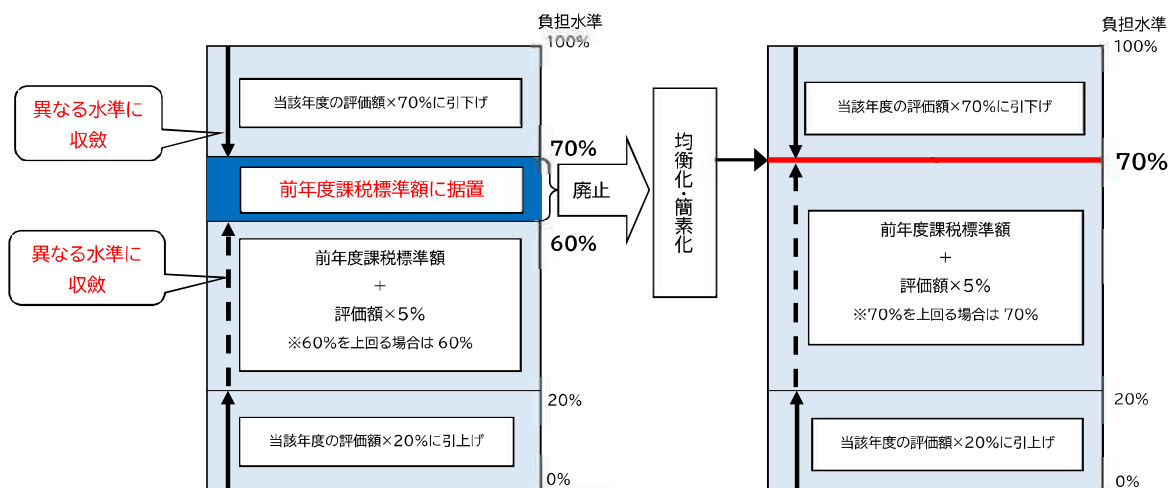 負担水準
100%
当該年度の評価額×70%に引下げ
異なる水準に
収斂
70%
前年度課税標準額に据置
60%
異なる水準に
収斂
前年度課税標準額
+
評価額×5%
※60%を上回る場合は 60%
20%
当該年度の評価額×20%に引上げ
0%
廃止
均衡化・簡素化
負担水準
100%
当該年度の評価額×70%に引下げ
70%
前年度課税標準額
+
評価額×5%
※70%を上回る場合は 70%
20%
当該年度の評価額×20%に引上げ
0%